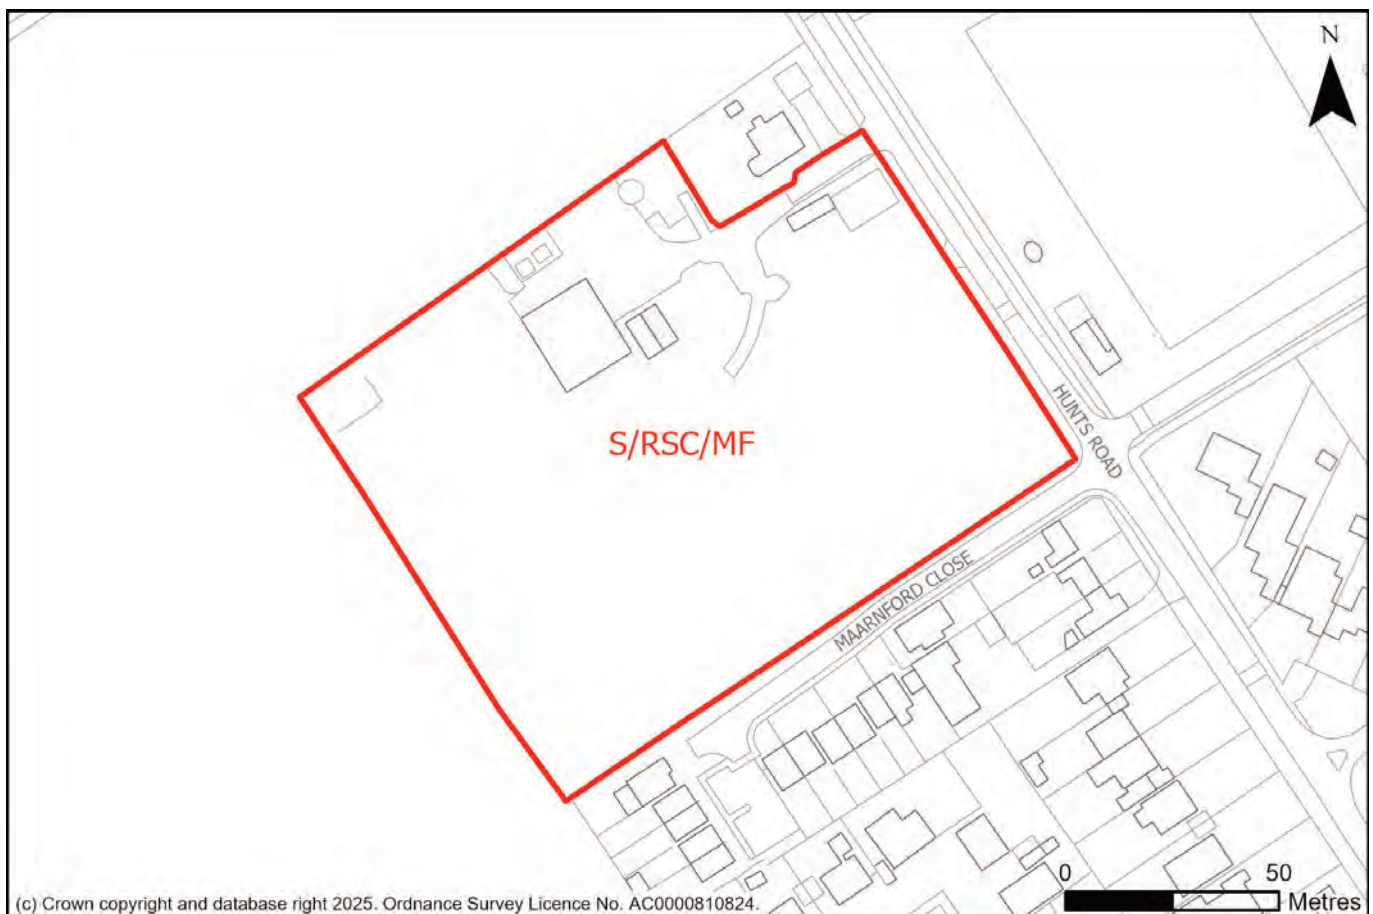 N
S/RSC/MF
HUNTS ROAD
MAARNFORD CLOSE
0 50
Metres
(c) Crown copyright and database right 2025. Ordnance Survey Licence No. AC0000810824.